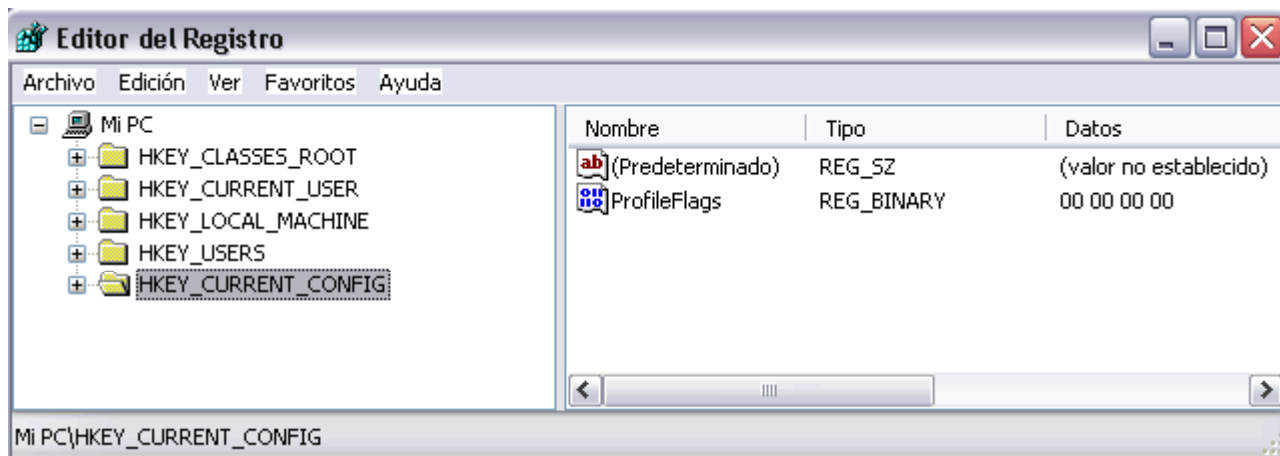 Editor del Registro
Archivo Edición Ver Favoritos Ayuda
Mi PC
HKEY_CLASSES_ROOT
HKEY_CURRENT_USER
HKEY_LOCAL_MACHINE
HKEY_USERS
HKEY_CURRENT_CONFIG
Nombre Tipo Datos
(Predeterminado) REG_SZ (valor no establecido)
ProfileFlags REG_BINARY 00 00 00 00
Mi PC\HKEY_CURRENT_CONFIG